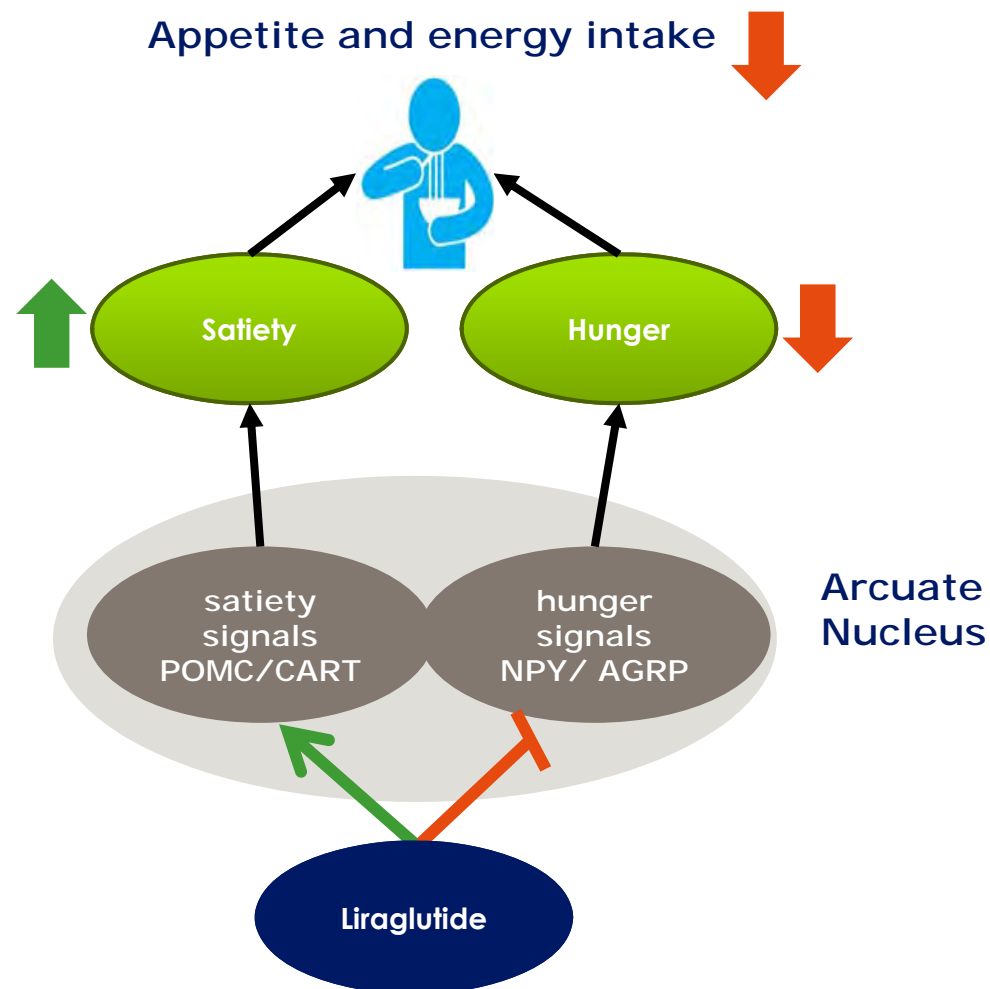 Appetite and energy intake
Satiety
Hunger
satiety
signals
POMC/CART
hunger
signals
NPY/ AGRP
Arcuate
Nucleus
Liraglutide